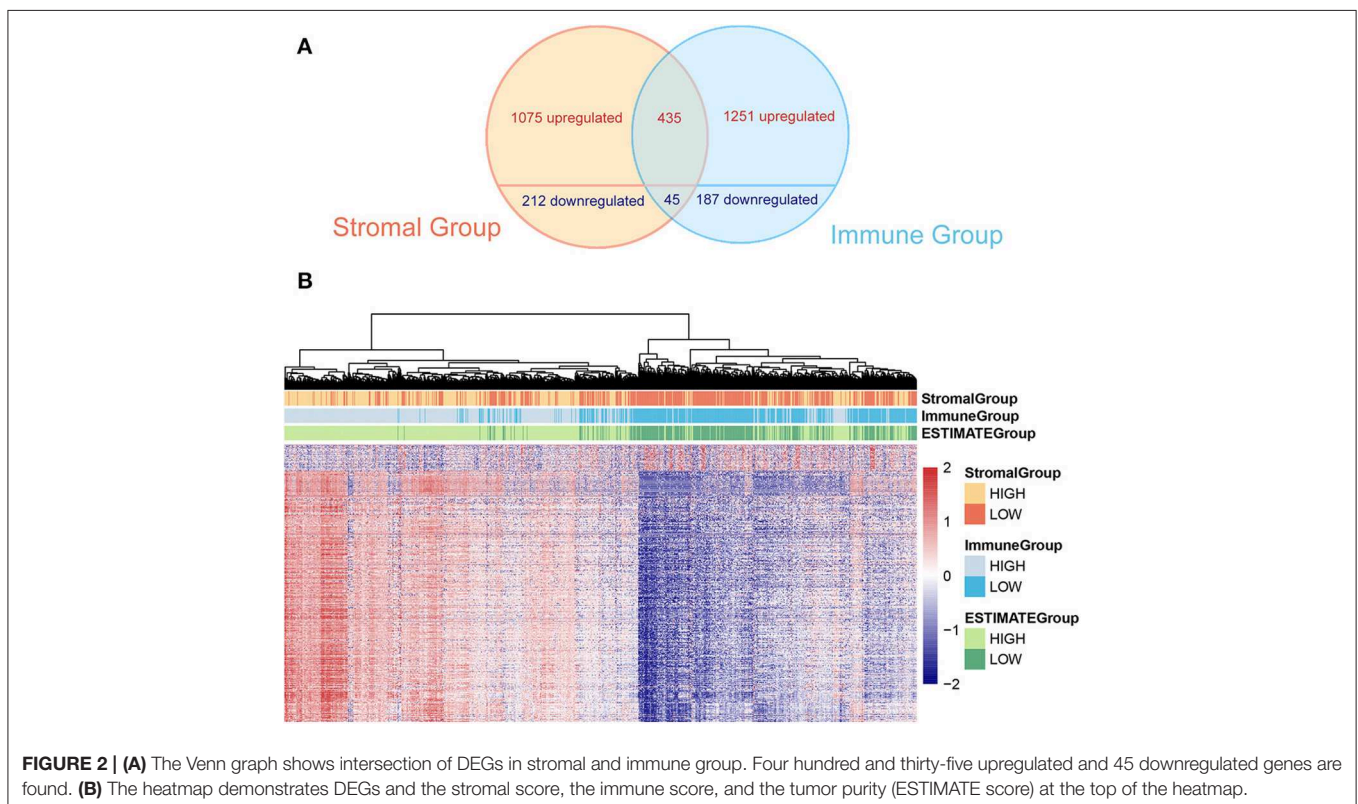 A
1075 upregulated
435
1251 upregulated
212 downregulated
45
187 downregulated
Stromal Group
Immune Group
B
StromalGroup
ImmuneGroup
ESTIMATEGroup
2
1
0
−1
−2
StromalGroup
HIGH
LOW
ImmuneGroup
HIGH
LOW
ESTIMATEGroup
HIGH
LOW
FIGURE 2 | (A) The Venn graph shows intersection of DEGs in stromal and immune group. Four hundred and thirty-five upregulated and 45 downregulated genes are
found. (B) The heatmap demonstrates DEGs and the stromal score, the immune score, and the tumor purity (ESTIMATE score) at the top of the heatmap.